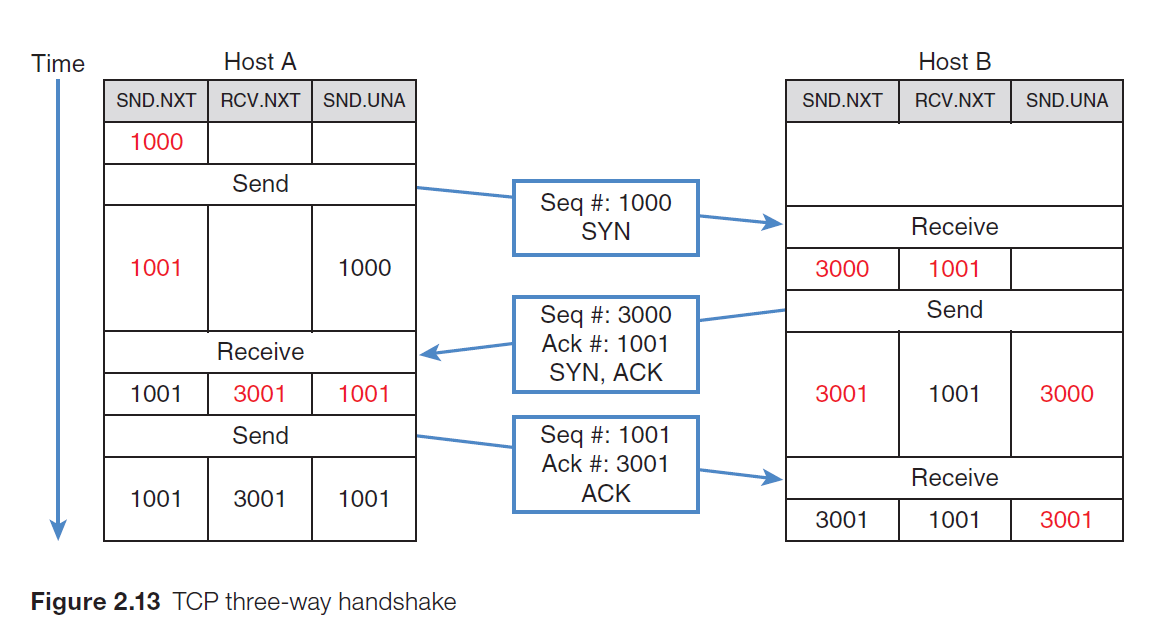 Time
Host A
SND.NXT RCV.NXT SND.UNA
1000
Send
1001 1000
Receive
1001 3001 1001
Send
1001 3001 1001
Seq #: 1000
SYN
Seq #: 3000
Ack #: 1001
SYN, ACK
Seq #: 1001
Ack #: 3001
ACK
Host B
SND.NXT RCV.NXT SND.UNA
Receive
3000 1001
Send
3001 1001 3000
Receive
3001 1001 3001
Figure 2.13 TCP three-way handshake